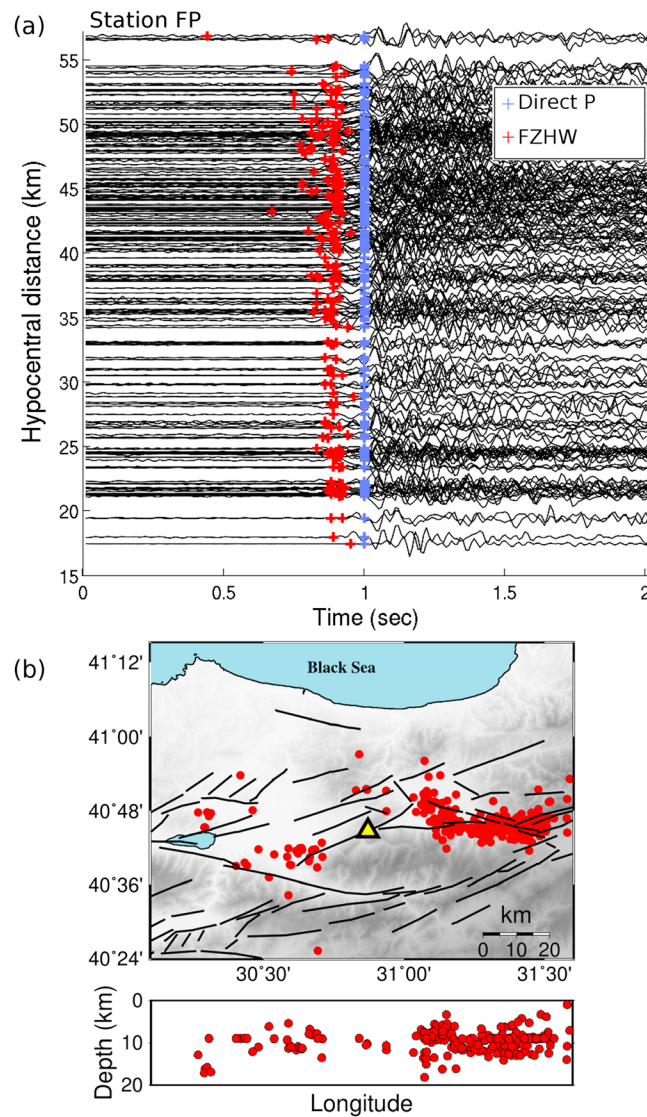 (a)
Station FP
55
50
45
40
35
30
25
20
15
Hypocentral distance (km)
Direct P
FZHW
0
0.5
1
1.5
2
Time (sec)
(b)
41˚12'
41˚00'
40˚48'
40˚36'
40˚24'
Black Sea
km
0 10 20
30˚30'
31˚00'
31˚30'
0
10
20
Depth (km)
Longitude